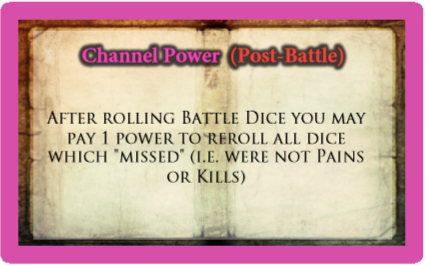 Channel Power (Post-Battle)
After rolling Battle Dice you may
pay 1 power to reroll all dice
which "missed" (i.e. were not Pains
or Kills)